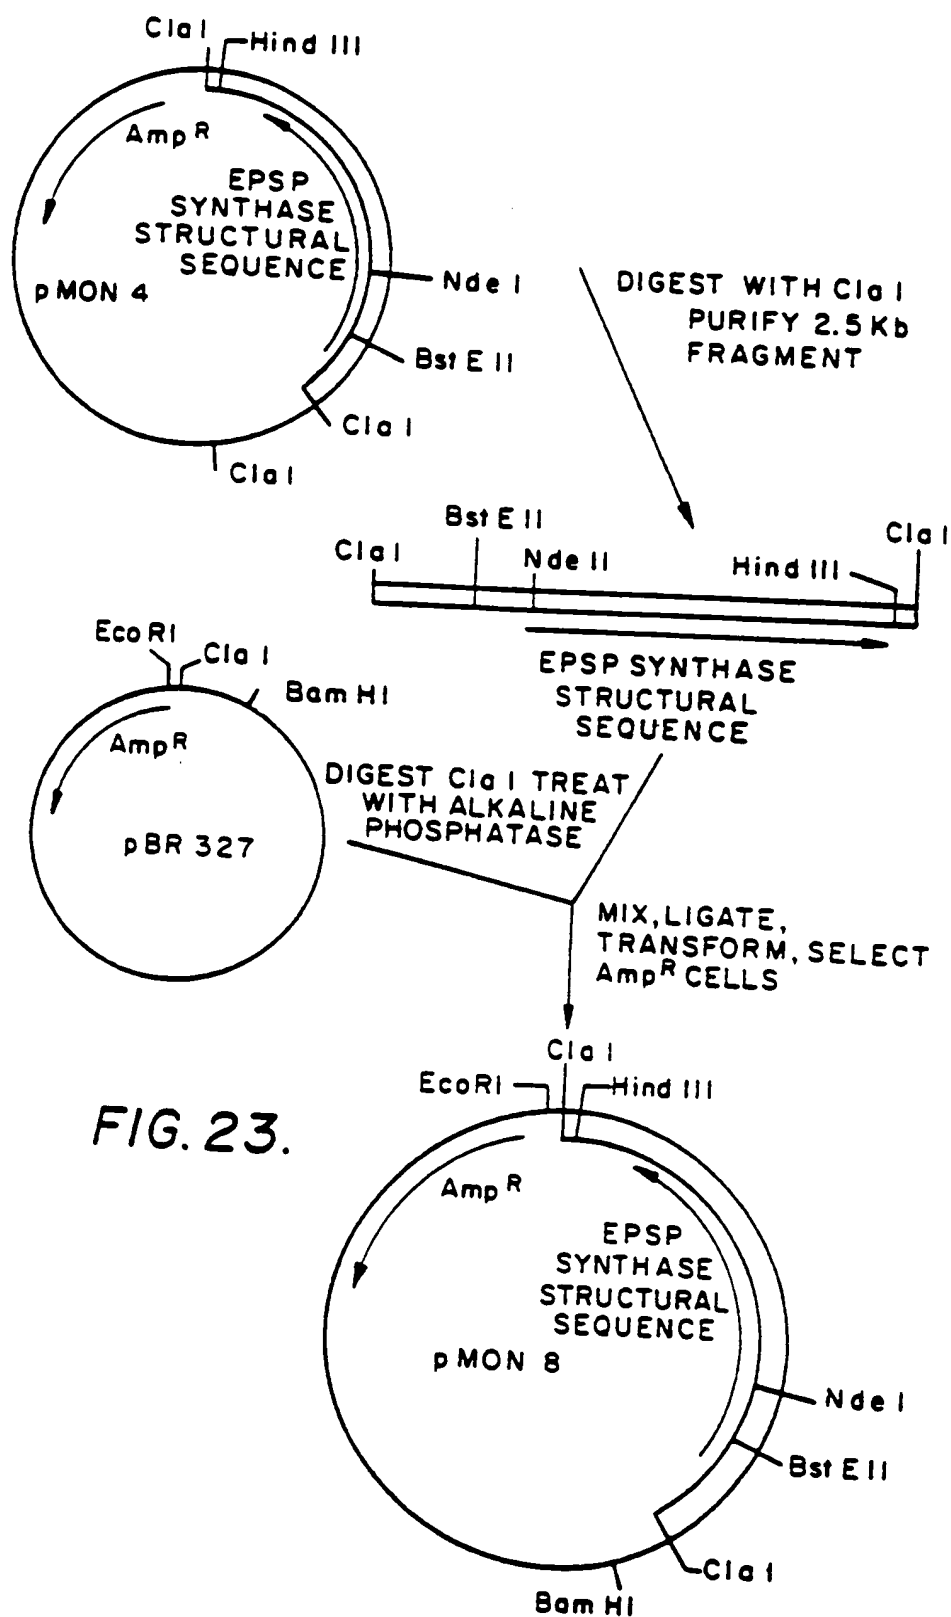 Cla I
Hind III
Amp R
EPSP
SYNTHASE
STRUCTURAL
SEQUENCE
pMON 4
Nde I
Bst E II
Cla I
Cla I
DIGEST WITH Cla I
PURIFY 2.5 Kb
FRAGMENT
Cla I
Bst E II
Nde II
Hind III
Cla I
EPSP SYNTHASE
STRUCTURAL
SEQUENCE
Eco RI
Cla I
Bam HI
Amp R
pBR 327
DIGEST Cla I TREAT
WITH ALKALINE
PHOSPHATASE
MIX, LIGATE,
TRANSFORM, SELECT
Amp R CELLS
FIG. 23.
Cla I
EcoRI
Hind III
Amp R
EPSP
SYNTHASE
STRUCTURAL
SEQUENCE
pMON 8
Nde I
Bst E II
Cla I
Bam HI